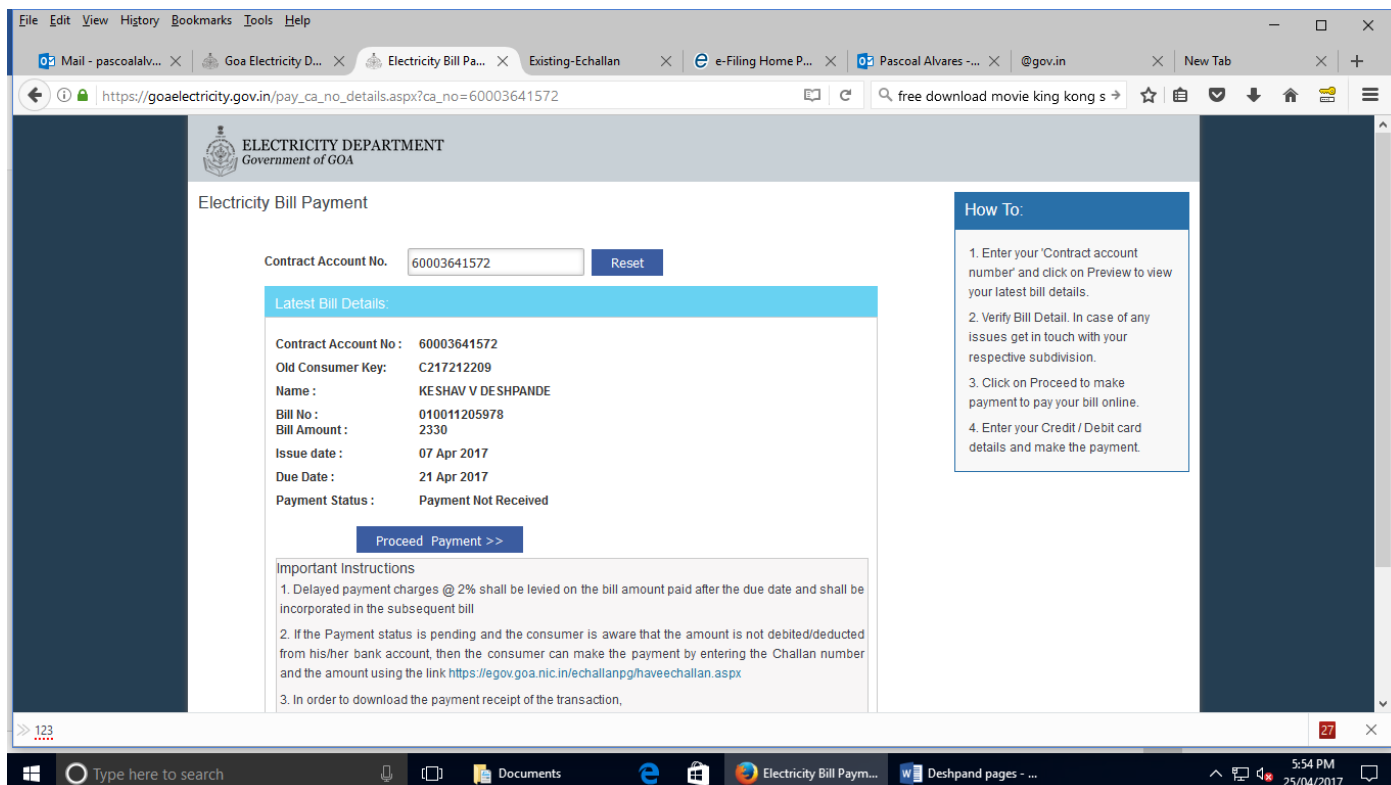 File Edit View History Bookmarks Tools Help
Mail - pascoalalv... Goa Electricity D... Electricity Bill Pa... Existing-Echallan e-Filing Home P... Pascoal Alvares -... @gov.in New Tab
https://goaelectricity.gov.in/pay_ca_no_details.aspx?ca_no=60003641572 free download movie king kong s
ELECTRICITY DEPARTMENT
Government of GOA
Electricity Bill Payment
Contract Account No. 60003641572 Reset
Latest Bill Details:
Contract Account No : 60003641572
Old Consumer Key: C217212209
Name : KESHAV V DESHPANDE
Bill No : 010011205978
Bill Amount : 2330
Issue date : 07 Apr 2017
Due Date : 21 Apr 2017
Payment Status : Payment Not Received
Proceed Payment >>
Important Instructions
1. Delayed payment charges @ 2% shall be levied on the bill amount paid after the due date and shall be
incorporated in the subsequent bill
2. If the Payment status is pending and the consumer is aware that the amount is not debited/deducted
from his/her bank account, then the consumer can make the payment by entering the Challan number
and the amount using the link https://egov.goa.nic.in/echallanpg/haveechallan.aspx
3. In order to download the payment receipt of the transaction,
How To:
1. Enter your 'Contract account
number' and click on Preview to view
your latest bill details.
2. Verify Bill Detail. In case of any
issues get in touch with your
respective subdivision.
3. Click on Proceed to make
payment to pay your bill online.
4. Enter your Credit / Debit card
details and make the payment.
123 27
Type here to search Documents Electricity Bill Paym... Deshpand pages - ... 5:54 PM
25/04/2017